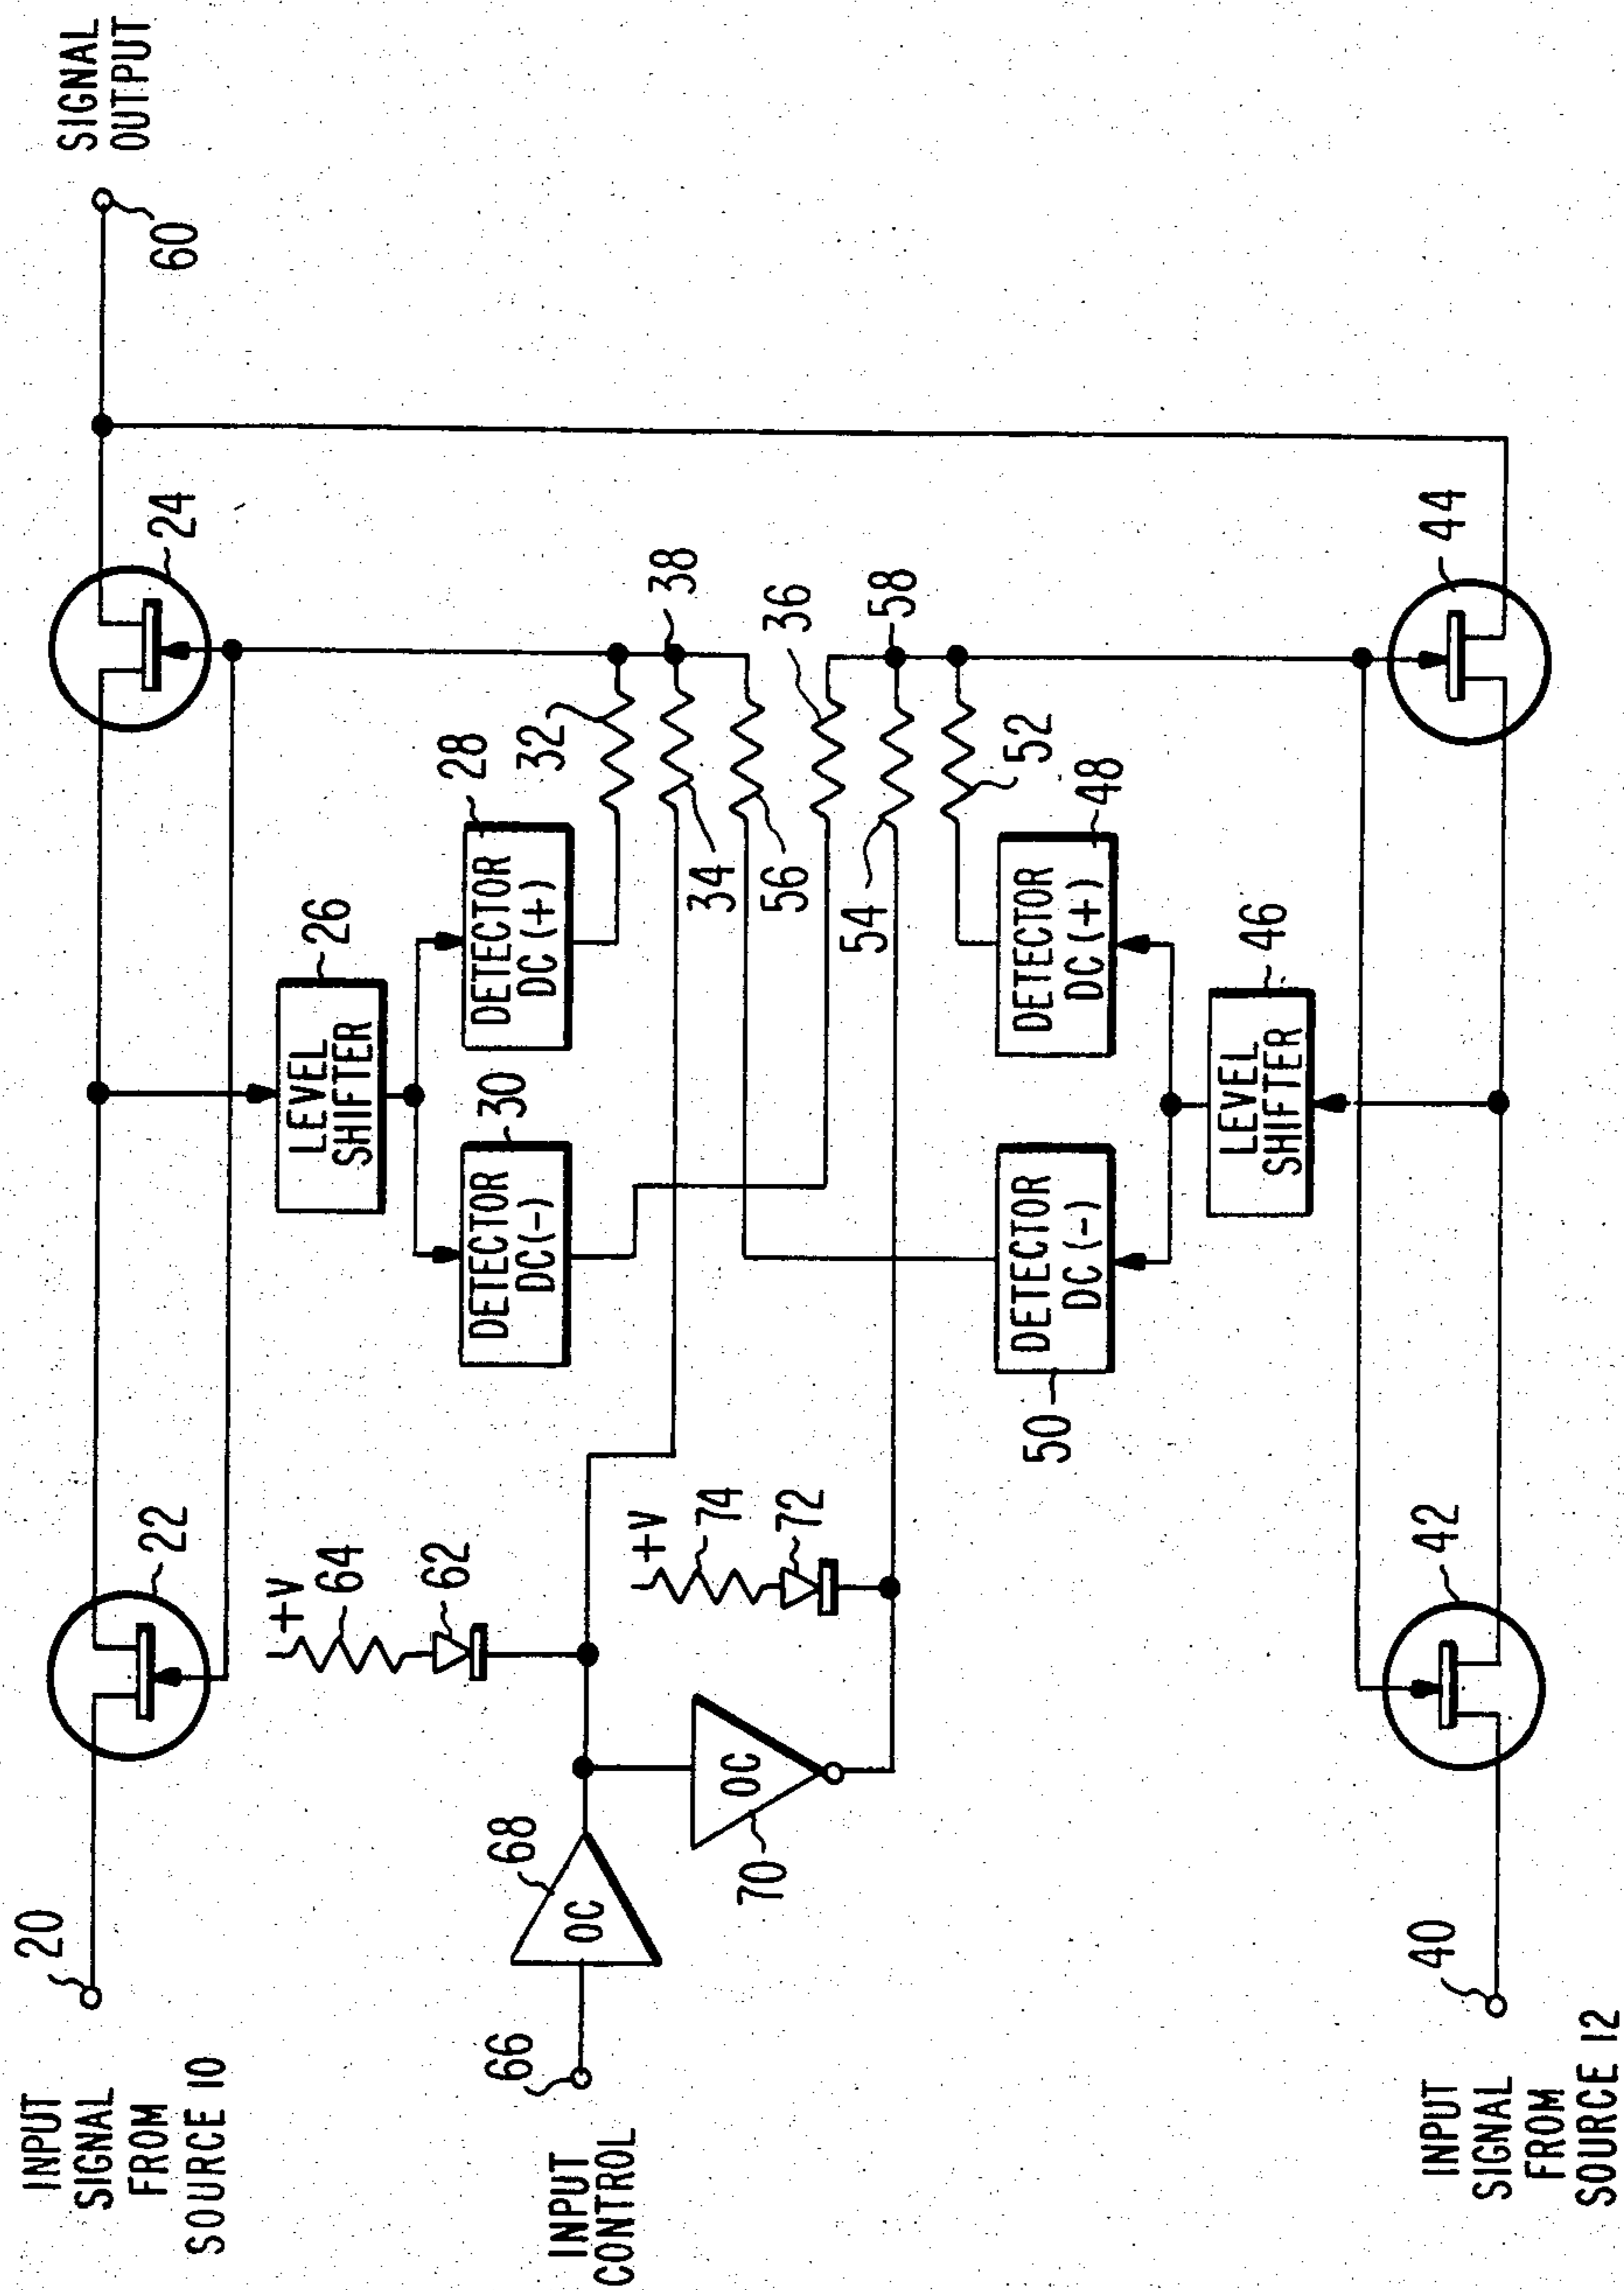 INPUT
SIGNAL
FROM
SOURCE 10
20
22
24
60
SIGNAL
OUTPUT
+V
64
62
LEVEL
SHIFTER
26
DETECTOR
DC(-)
30
DETECTOR
DC(+)
28
32
38
34
56
36
58
54
52
INPUT
CONTROL
66
OC
68
OC
70
+V
74
72
DETECTOR
DC(-)
50
DETECTOR
DC(+)
48
LEVEL
SHIFTER
46
INPUT
SIGNAL
FROM
SOURCE 12
40
42
44